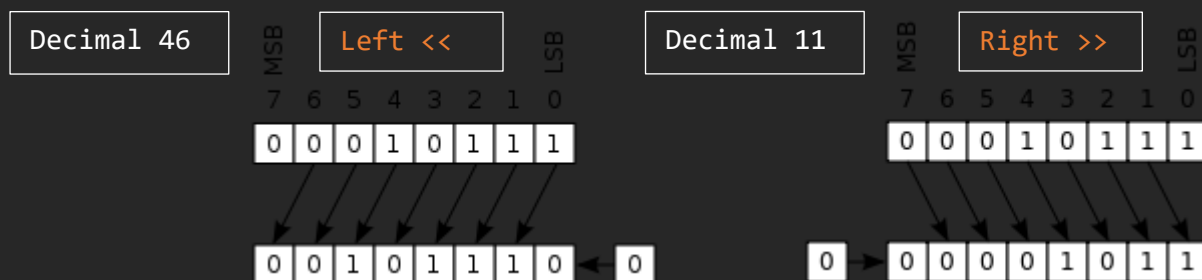 Decimal 46 MSB Left << LSB Decimal 11 MSB Right >> LSB
7 6 5 4 3 2 1 0 7 6 5 4 3 2 1 0
0 0 0 1 0 1 1 1 0 0 0 1 0 1 1 1
0 0 1 0 1 1 1 0 0 0 0 0 0 0 1 0 1 1